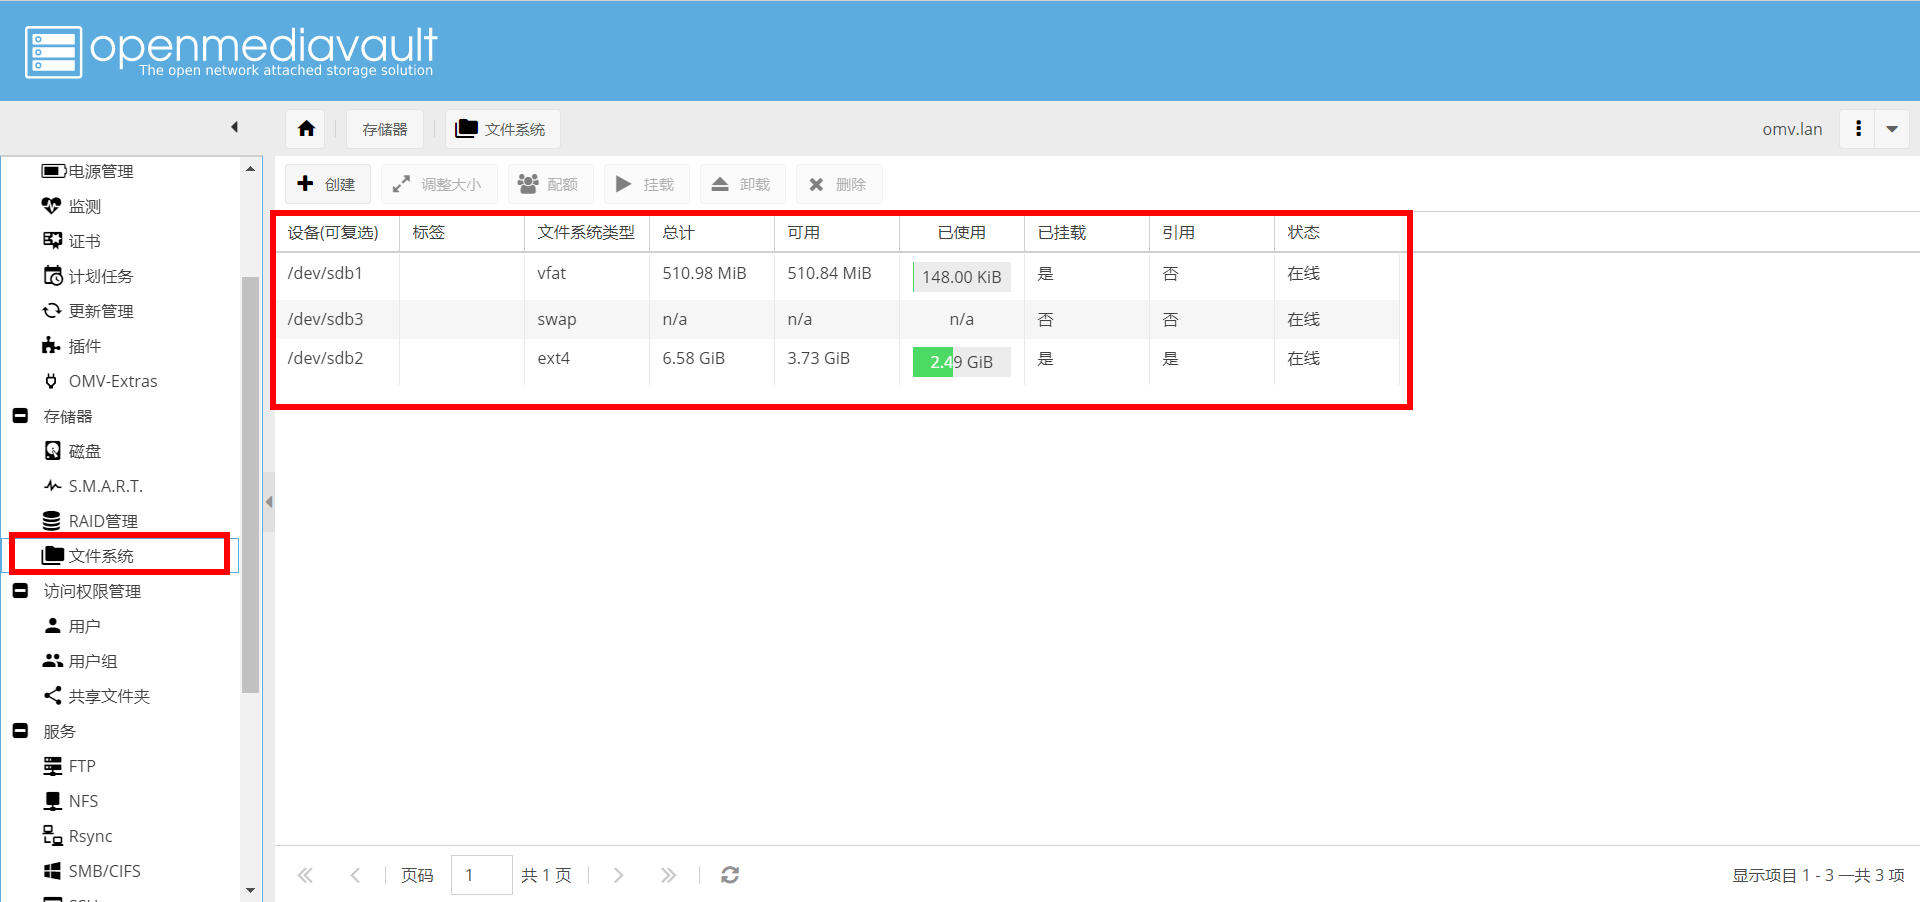 openmediavault
The open network attached storage solution
存储器
文件系统
omv.lan
电源管理
监测
证书
计划任务
更新管理
插件
OMV-Extras
存储器
磁盘
S.M.A.R.T.
RAID管理
文件系统
访问权限管理
用户
用户组
共享文件夹
服务
FTP
NFS
Rsync
SMB/CIFS
创建 调整大小 配额 挂载 卸载 删除
设备(可复选) 标签 文件系统类型 总计 可用 已使用 已挂载 引用 状态
/dev/sdb1 vfat 510.98 MiB 510.84 MiB 148.00 KiB 是 否 在线
/dev/sdb3 swap n/a n/a n/a 否 否 在线
/dev/sdb2 ext4 6.58 GiB 3.73 GiB 2.49 GiB 是 是 在线
页码 1 共 1 页
显示项目 1 - 3 —共 3 项